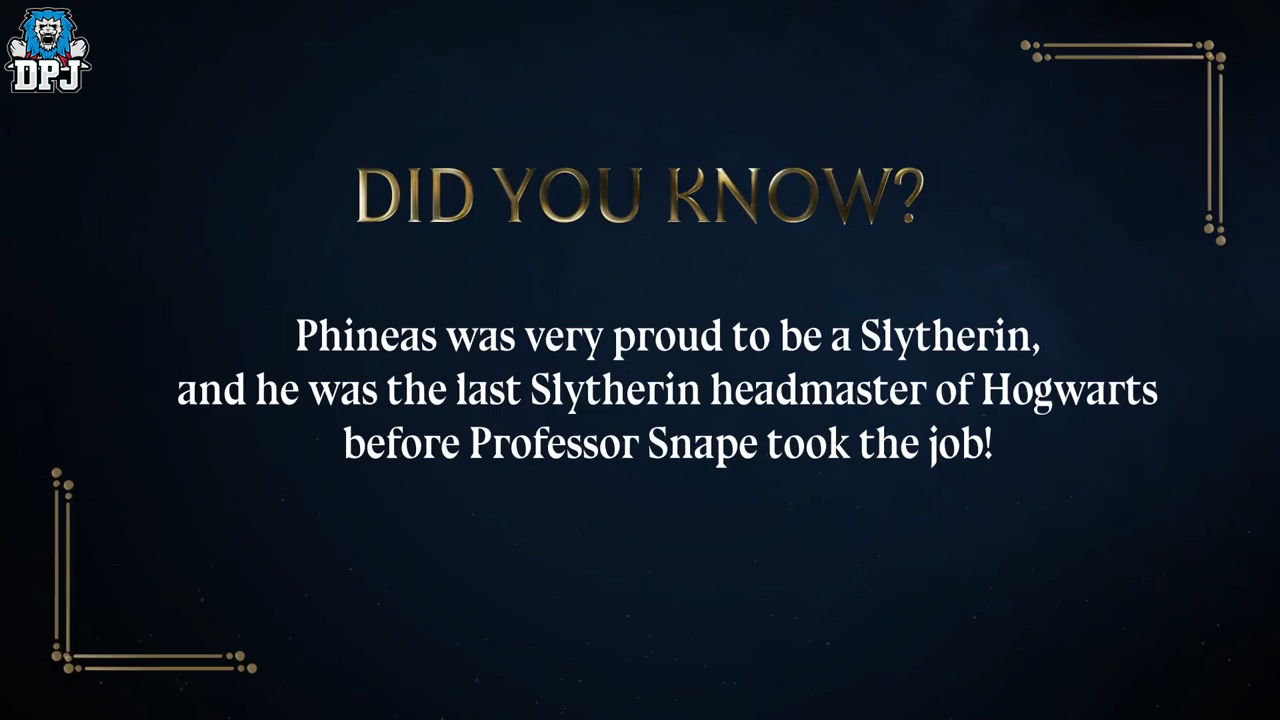 DPJ
DID YOU KNOW?
Phineas was very proud to be a Slytherin,
and he was the last Slytherin headmaster of Hogwarts
before Professor Snape took the job!